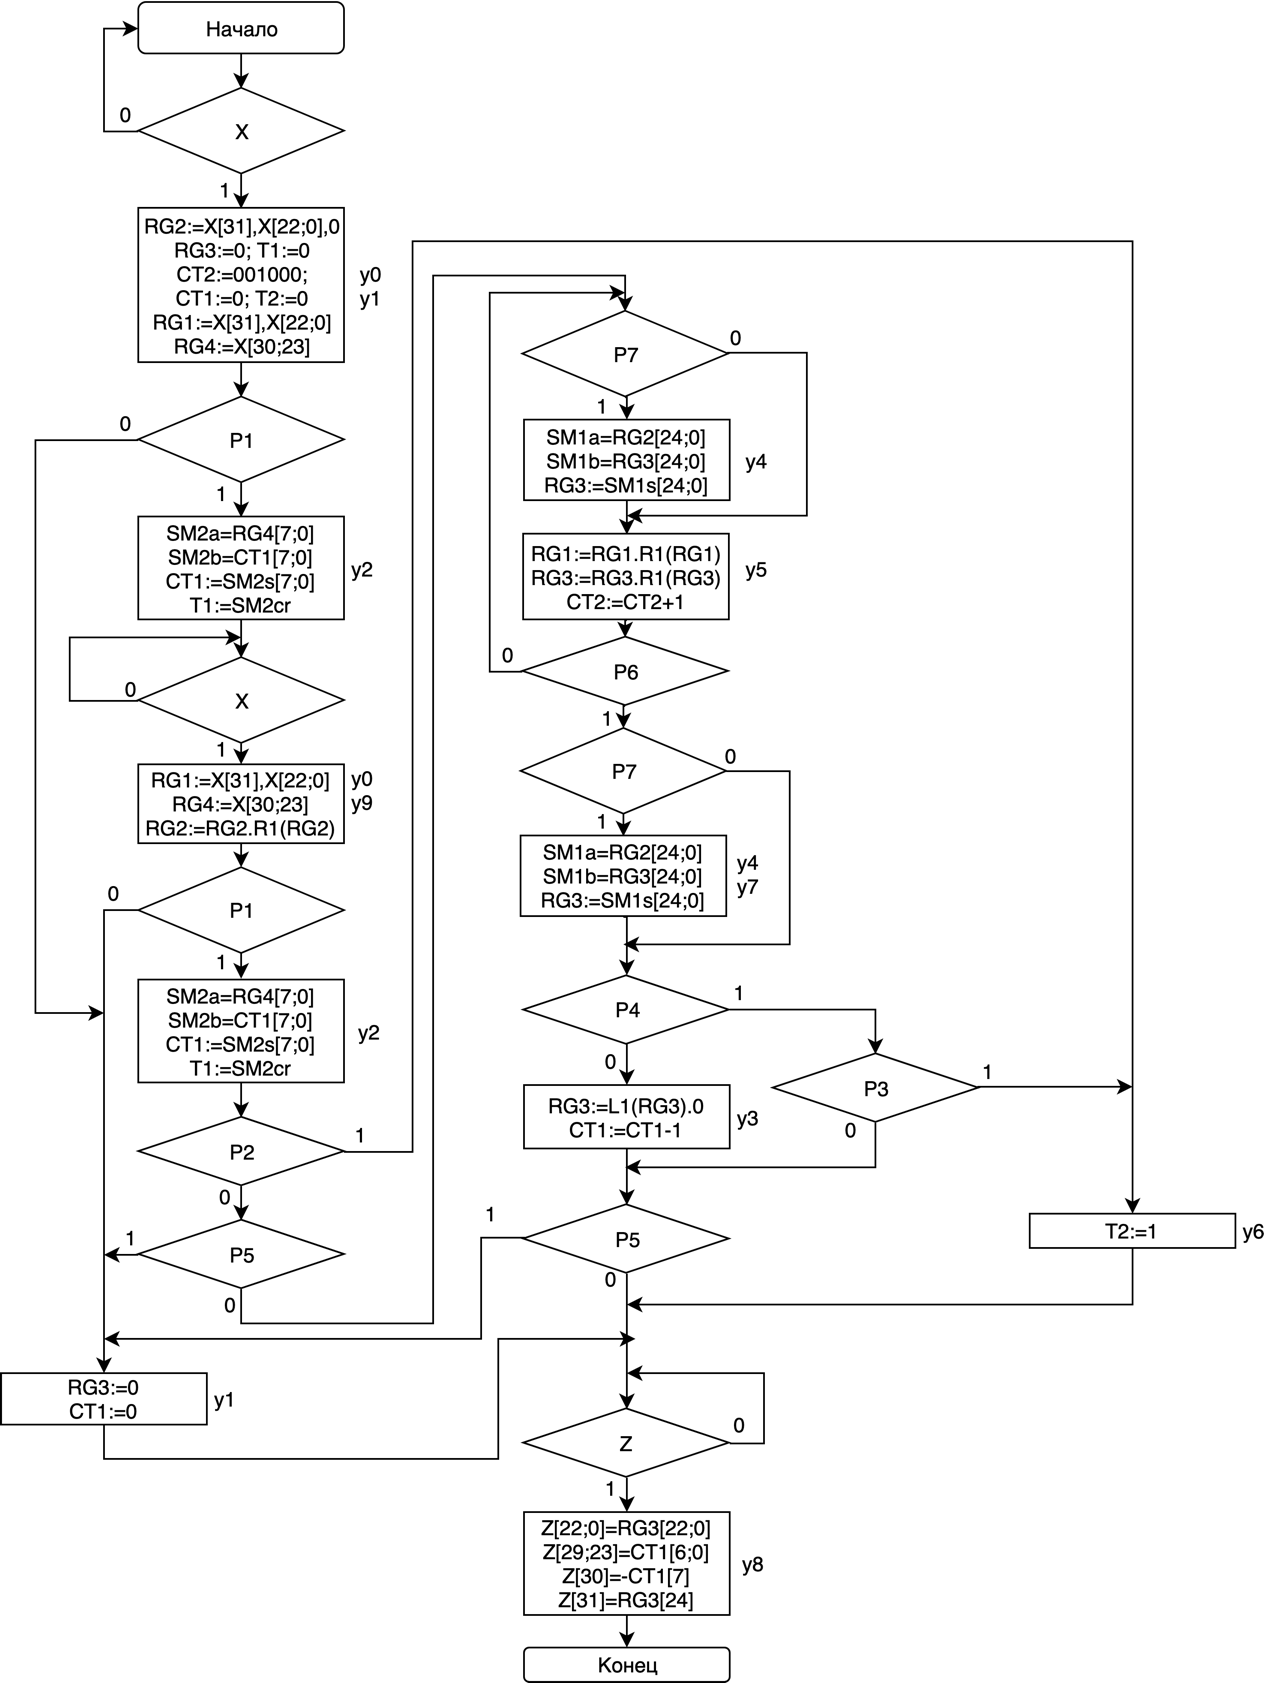 Начало
X
0
1
RG2:=X[31],X[22;0],0
RG3:=0; T1:=0
CT2:=001000;
CT1:=0; T2:=0
RG1:=X[31],X[22;0]
RG4:=X[30;23]
y0
y1
P1
0
1
SM2a=RG4[7;0]
SM2b=CT1[7;0]
CT1:=SM2s[7;0]
T1:=SM2cr
y2
X
0
1
RG1:=X[31],X[22;0]
RG4:=X[30;23]
RG2:=RG2.R1(RG2)
y0
y9
P1
0
1
SM2a=RG4[7;0]
SM2b=CT1[7;0]
CT1:=SM2s[7;0]
T1:=SM2cr
y2
P2
1
0
P5
1
0
RG3:=0
CT1:=0
y1
P7
0
1
SM1a=RG2[24;0]
SM1b=RG3[24;0]
RG3:=SM1s[24;0]
y4
RG1:=RG1.R1(RG1)
RG3:=RG3.R1(RG3)
CT2:=CT2+1
y5
P6
0
1
P7
0
1
SM1a=RG2[24;0]
SM1b=RG3[24;0]
RG3:=SM1s[24;0]
y4
y7
P4
1
0
P3
1
0
RG3:=L1(RG3).0
CT1:=CT1-1
y3
P5
1
0
T2:=1
y6
Z
0
1
Z[22;0]=RG3[22;0]
Z[29;23]=CT1[6;0]
Z[30]=-CT1[7]
Z[31]=RG3[24]
y8
Конец